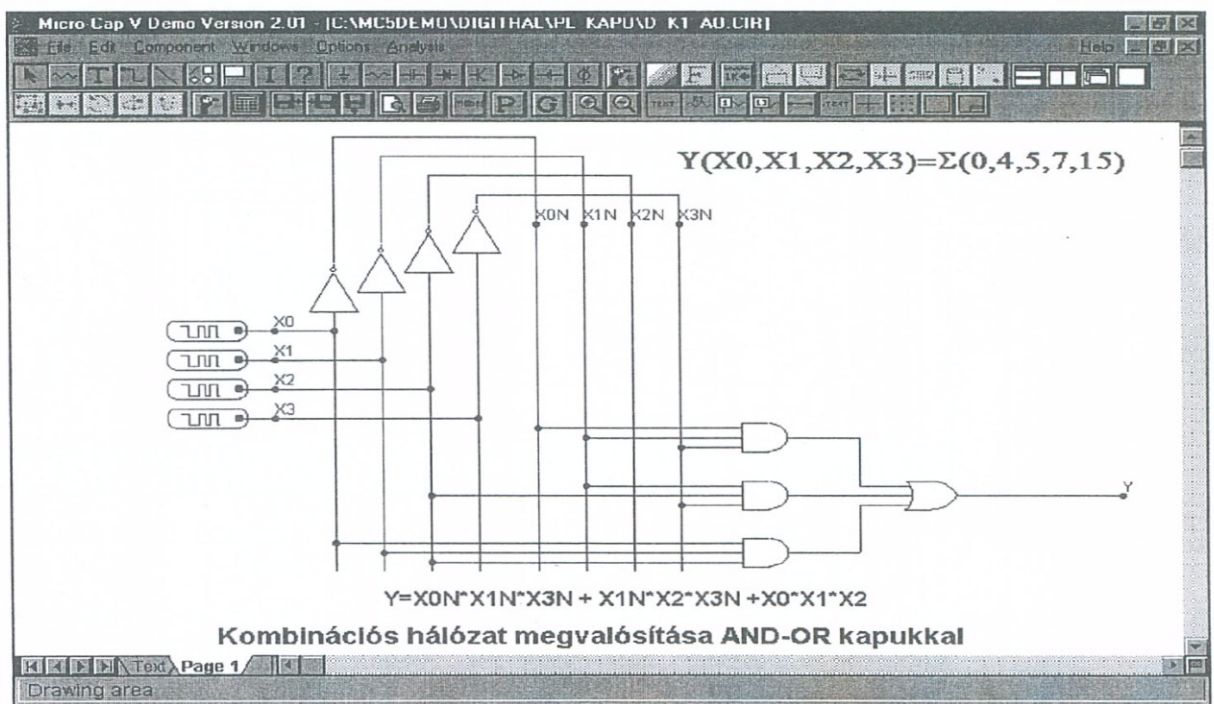 Micro-Cap V Demo Version 2.01 - [C:\MC5DEMO\DIGITHAL\PL_KAPU\D_K1_AO.CIR]
File Edit Component Windows Options Analysis Help
Y(X0,X1,X2,X3)=Σ(0,4,5,7,15)
X0N X1N X2N X3N
X0
X1
X2
X3
Y
Y=X0N*X1N*X3N + X1N*X2*X3N +X0*X1*X2
Kombinációs hálózat megvalósítása AND-OR kapukkal
Text Page 1
Drawing area